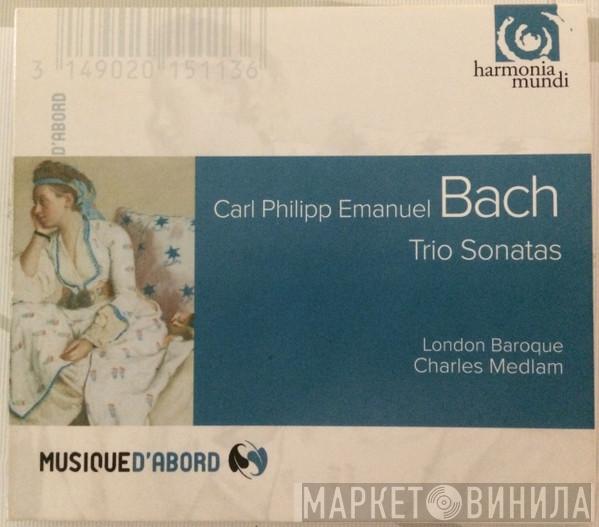 3 149020 151136
D'ABORD
harmonia
mundi
Carl Philipp Emanuel Bach
Trio Sonatas
London Baroque
Charles Medlam
MUSIQUED'ABORD
МАРКЕТ ВИНИЛА